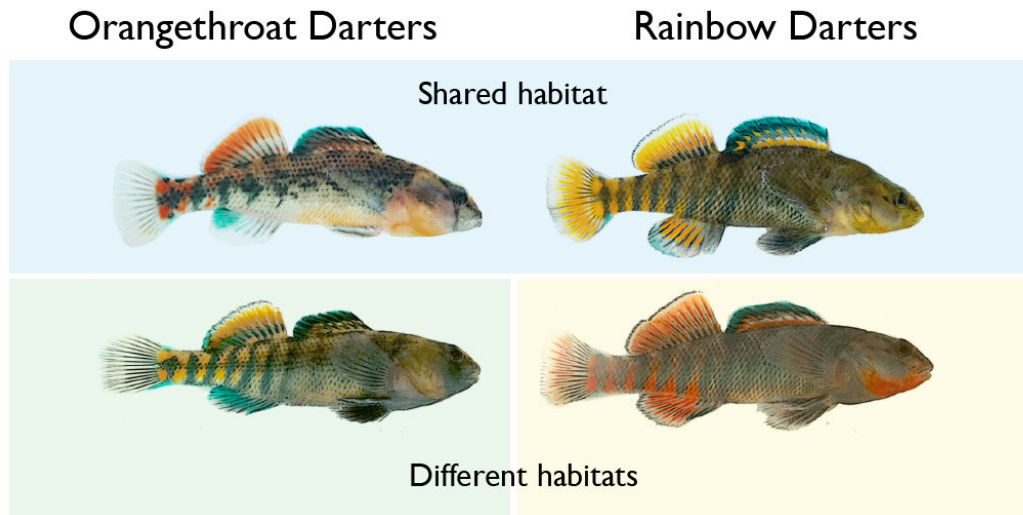 Orangethroat Darters
Rainbow Darters
Shared habitat
Different habitats